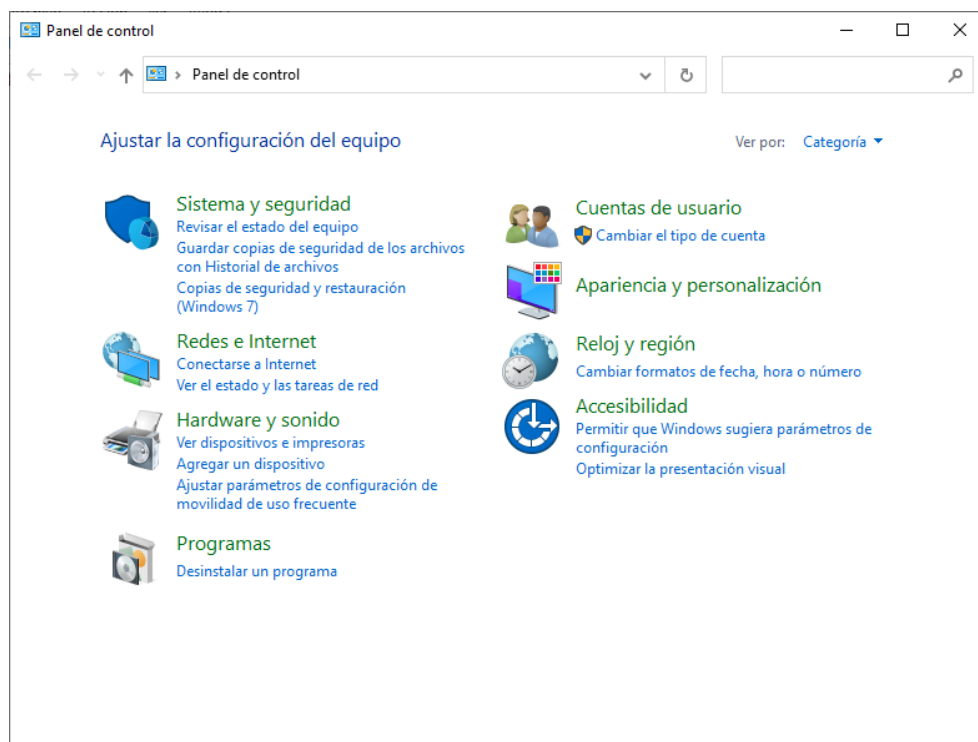 Panel de control
Panel de control
Ajustar la configuración del equipo
Ver por: Categoría
Sistema y seguridad
Revisar el estado del equipo
Guardar copias de seguridad de los archivos
con Historial de archivos
Copias de seguridad y restauración
(Windows 7)
Redes e Internet
Conectarse a Internet
Ver el estado y las tareas de red
Hardware y sonido
Ver dispositivos e impresoras
Agregar un dispositivo
Ajustar parámetros de configuración de
movilidad de uso frecuente
Programas
Desinstalar un programa
Cuentas de usuario
Cambiar el tipo de cuenta
Apariencia y personalización
Reloj y región
Cambiar formatos de fecha, hora o número
Accesibilidad
Permitir que Windows sugiera parámetros de
configuración
Optimizar la presentación visual